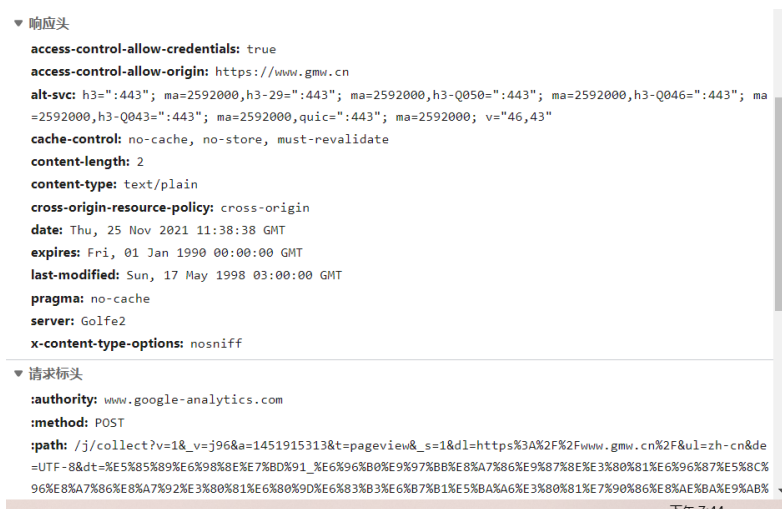 响应头
access-control-allow-credentials: true
access-control-allow-origin: https://www.gmw.cn
alt-svc: h3=":443"; ma=2592000,h3-29=":443"; ma=2592000,h3-Q050=":443"; ma=2592000,h3-Q046=":443"; ma
=2592000,h3-Q043=":443"; ma=2592000,quic=":443"; ma=2592000; v="46,43"
cache-control: no-cache, no-store, must-revalidate
content-length: 2
content-type: text/plain
cross-origin-resource-policy: cross-origin
date: Thu, 25 Nov 2021 11:38:38 GMT
expires: Fri, 01 Jan 1990 00:00:00 GMT
last-modified: Sun, 17 May 1998 03:00:00 GMT
pragma: no-cache
server: Golfe2
x-content-type-options: nosniff
请求标头
:authority: www.google-analytics.com
:method: POST
:path: /j/collect?v=1&_v=j96&a=1451915313&t=pageview&_s=1&dl=https%3A%2F%2Fwww.gmw.cn%2F&ul=zh-cn&de
=UTF-8&dt=%E5%85%89%E6%98%8E%E7%BD%91_%E6%96%B0%E9%97%BB%E8%A7%86%E9%87%8E%E3%80%81%E6%96%87%E5%8C%
96%E8%A7%86%E8%A7%92%E3%80%81%E6%80%9D%E6%83%B3%E6%B7%B1%E5%BA%A6%E3%80%81%E7%90%86%E8%AE%BA%E9%AB%